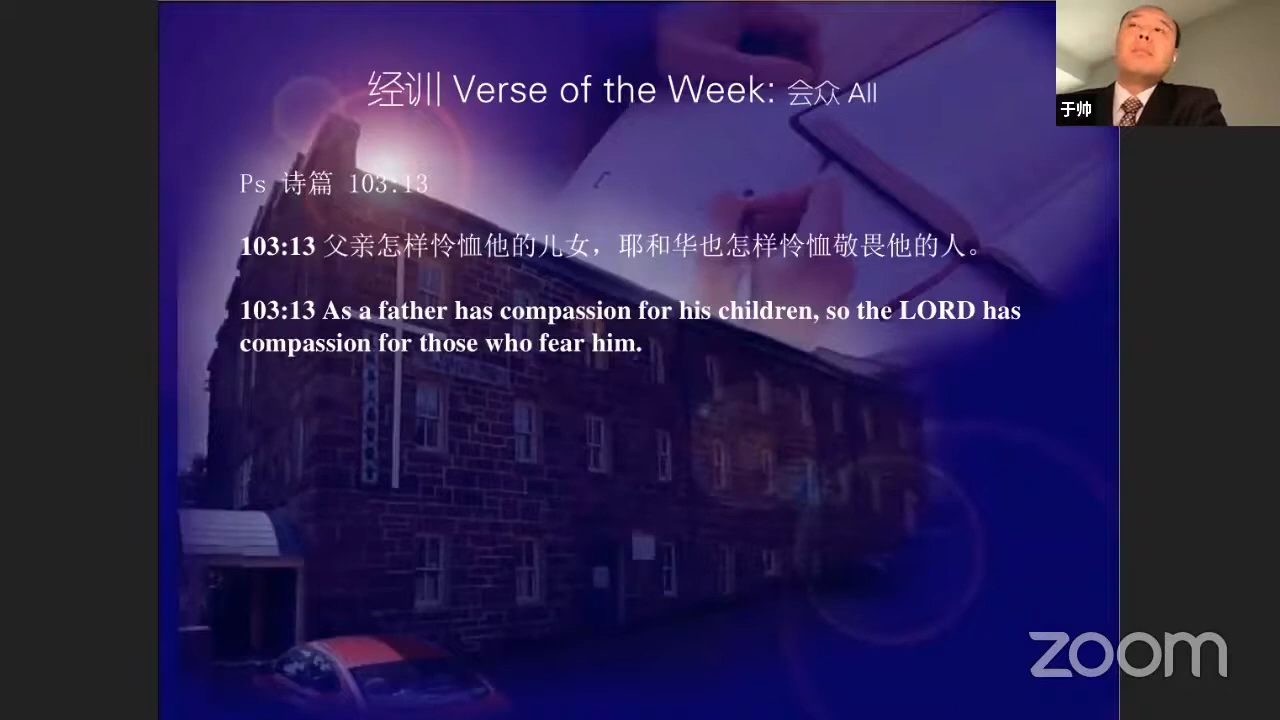 经训 Verse of the Week: 会众 All
于帅
Ps 诗篇 103:13
103:13 父亲怎样怜恤他的儿女，耶和华也怎样怜恤敬畏他的人。
103:13 As a father has compassion for his children, so the LORD has
compassion for those who fear him.
zoom